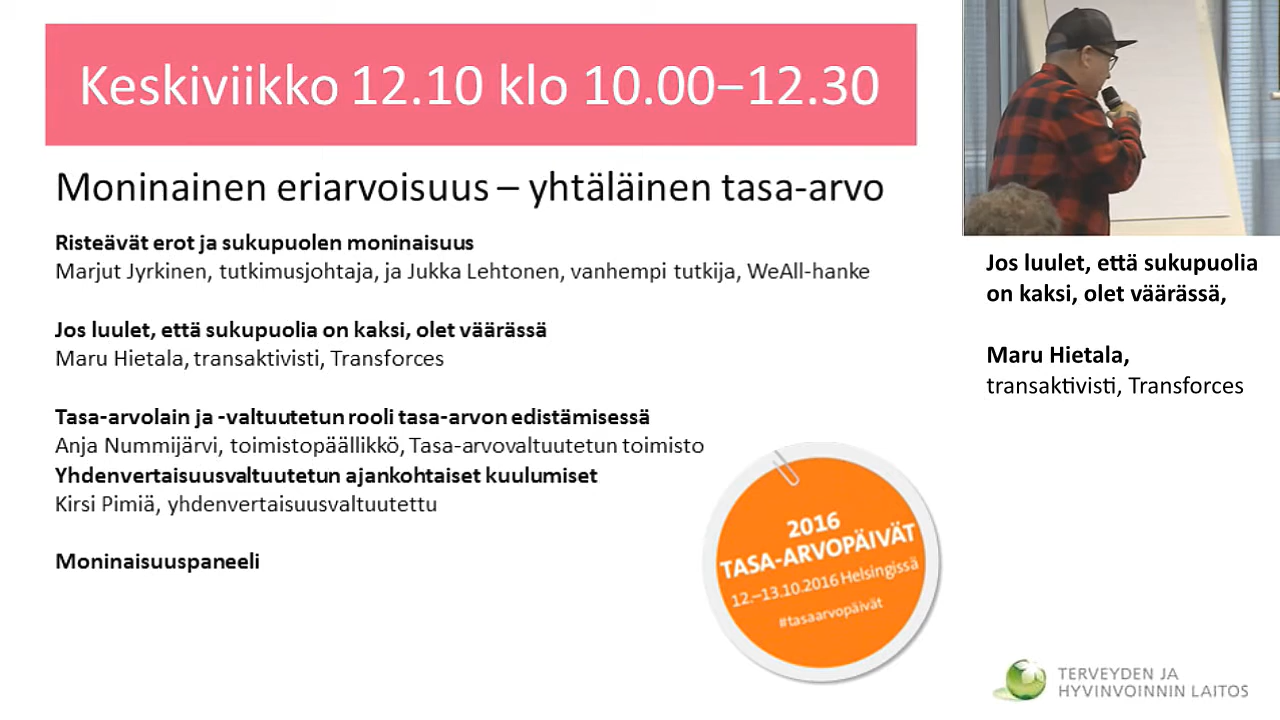 Keskiviikko 12.10 klo 10.00–12.30
Moninainen eriarvoisuus – yhtäläinen tasa-arvo
Risteävät erot ja sukupuolen moninaisuus
Marjut Jyrkinen, tutkimusjohtaja, ja Jukka Lehtonen, vanhempi tutkija, WeAll-hanke
Jos luulet, että sukupuolia on kaksi, olet väärässä
Maru Hietala, transaktivisti, Transforces
Tasa-arvolain ja -valtuutetun rooli tasa-arvon edistämisessä
Anja Nummijärvi, toimistopäällikkö, Tasa-arvovaltuutetun toimisto
Yhdenvertaisuusvaltuutetun ajankohtaiset kuulumiset
Kirsi Pimiä, yhdenvertaisuusvaltuutettu
Moninaisuuspaneeli
2016
TASA-ARVOPÄIVÄT
12.–13.10.2016 Helsingissä
#tasaarvopäivät
Jos luulet, että sukupuolia
on kaksi, olet väärässä,
Maru Hietala,
transaktivisti, Transforces
TERVEYDEN JA
HYVINVOINNIN LAITOS